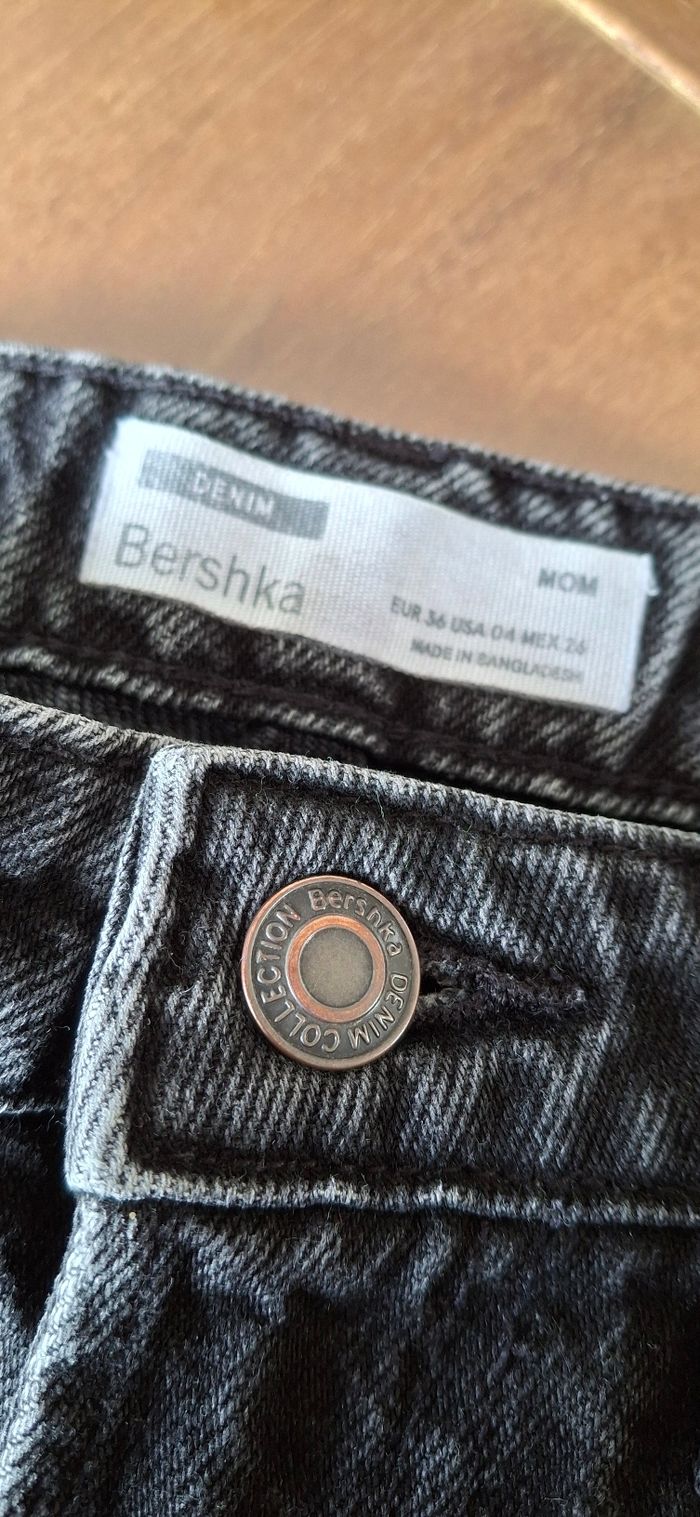 DENIM
Bershka
MOM
EUR 36 USA 04 MEX 26
MADE IN BANGLADESH
Bershka DENIM COLLECTION